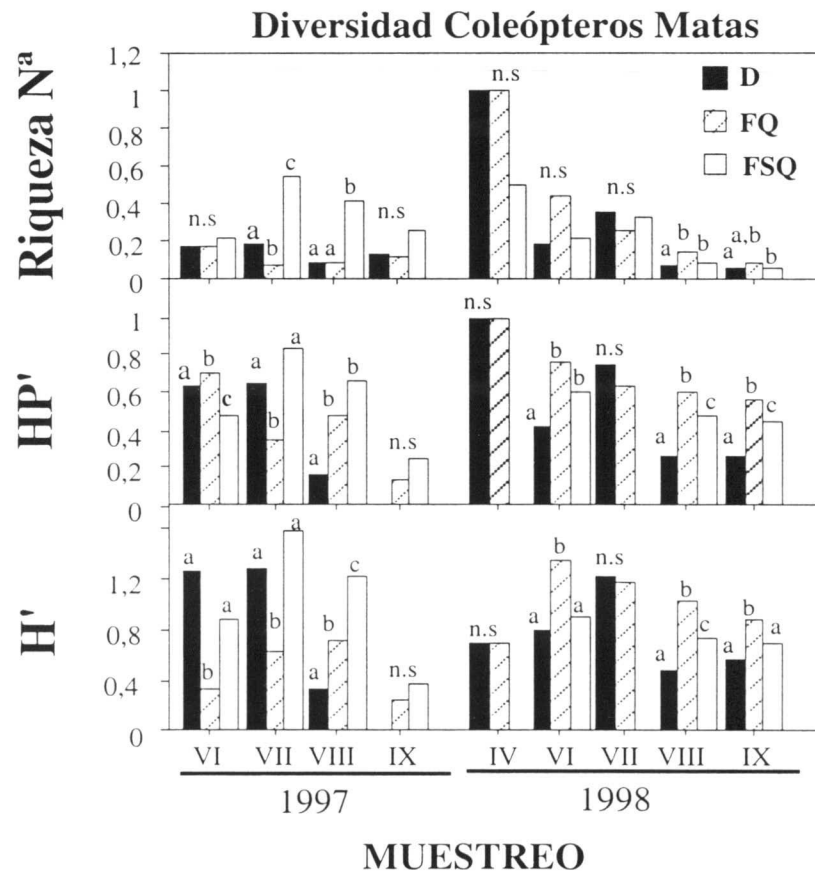 Diversidad Coleópteros Matas
Riqueza Nª
1,2
1
0,8
0,6
0,4
0,2
0
n.s
a b c
a a b
n.s
n.s
n.s
n.s
a b b
a a,b b
D
FQ
FSQ
HP'
1
0,8
0,6
0,4
0,2
0
a b c
a b a
a b b
n.s
n.s
a b b
n.s
a b c
a b c
H'
1,2
0,8
0,4
0
a b a
a b a
a b c
n.s
n.s
a b a
n.s
a b c
a b a
VI VII VIII IX IV VI VII VIII IX
1997 1998
MUESTREO